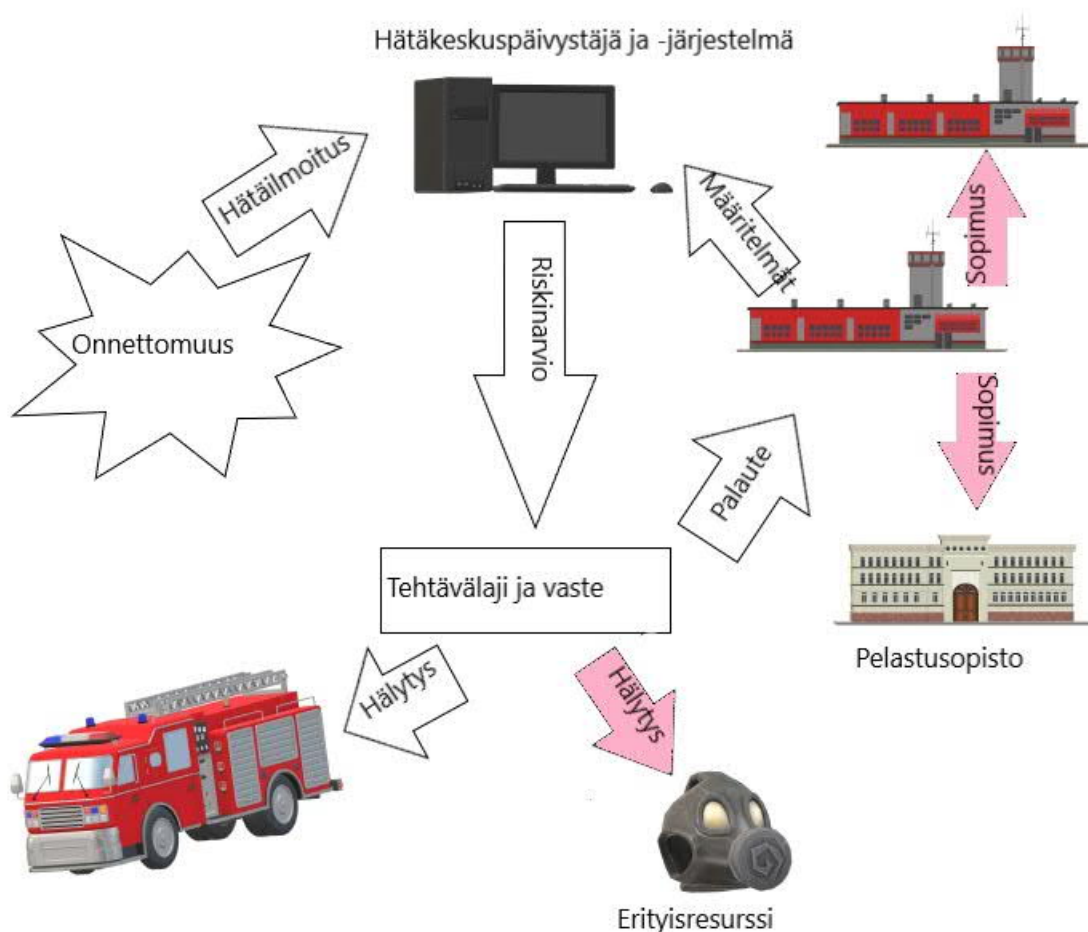 Hätäkeskuspäivystäjä ja -järjestelmä
Hätäilmoitus
Määritelmät
Sopimus
Onnettomuus
Riskinarvio
Sopimus
Palaute
Tehtävälaji ja vaste
Pelastusopisto
Hälytys
Hälytys
Erityisresurssi